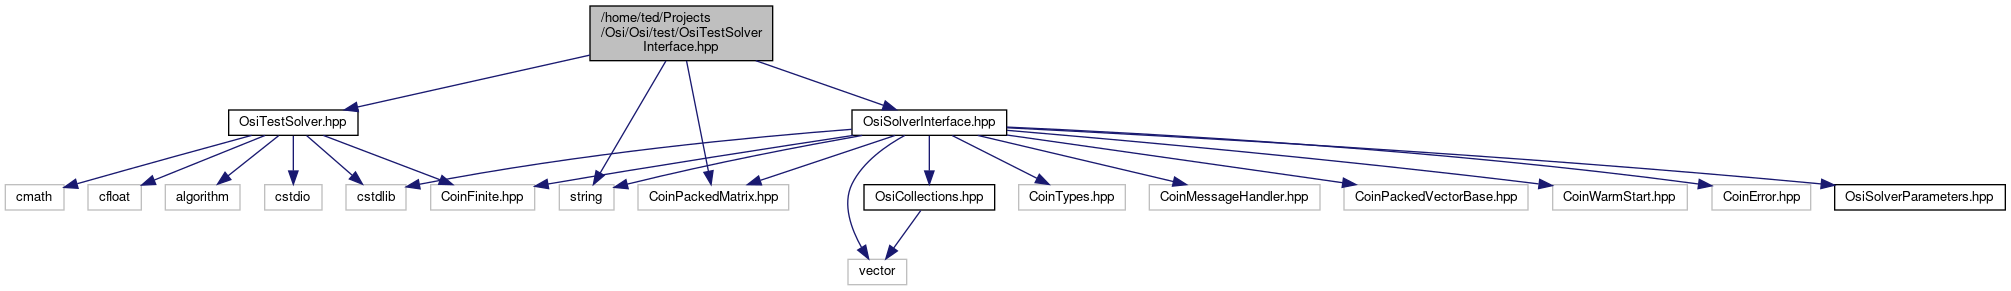 /home/ted/Projects
/Osi/Osi/test/OsiTestSolver
Interface.hpp
OsiTestSolver.hpp
OsiSolverInterface.hpp
cmath
cfloat
algorithm
cstdio
cstdlib
CoinFinite.hpp
string
CoinPackedMatrix.hpp
OsiCollections.hpp
CoinTypes.hpp
CoinMessageHandler.hpp
CoinPackedVectorBase.hpp
CoinWarmStart.hpp
CoinError.hpp
OsiSolverParameters.hpp
vector